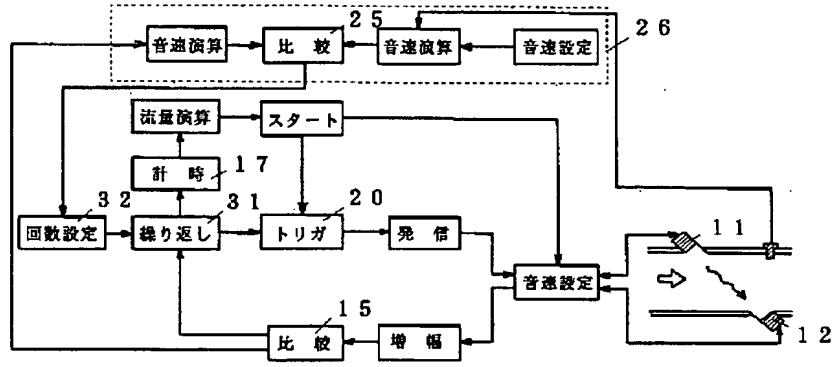 25
26
音速演算 比較 音速演算 音速設定
流量演算 スタート
計時 17
32 31 20
回数設定 繰り返し トリガ 発信
11
音速設定
15
12
比較 増幅